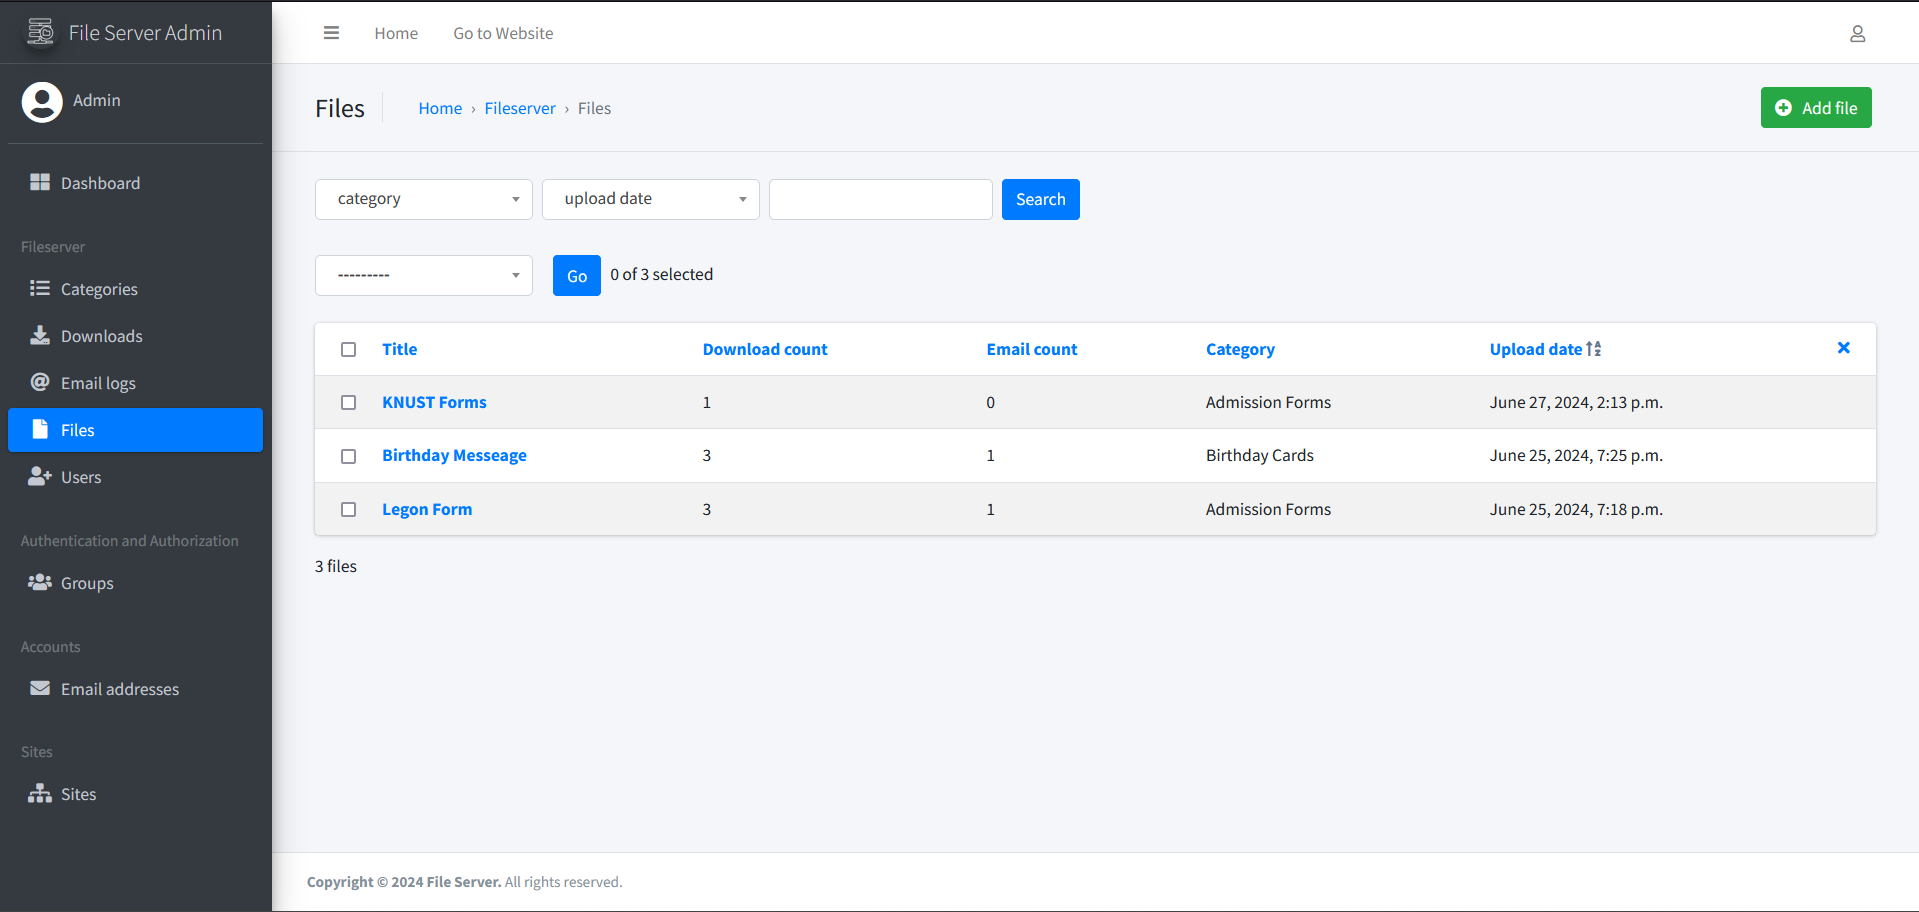 File Server Admin
Home
Go to Website
Admin
Files
Home › Fileserver › Files
Add file
Dashboard
Fileserver
Categories
Downloads
Email logs
Files
Users
Authentication and Authorization
Groups
Accounts
Email addresses
Sites
Sites
category
upload date
Search
---------
Go
0 of 3 selected
Title Download count Email count Category Upload date
KNUST Forms 1 0 Admission Forms June 27, 2024, 2:13 p.m.
Birthday Messeage 3 1 Birthday Cards June 25, 2024, 7:25 p.m.
Legon Form 3 1 Admission Forms June 25, 2024, 7:18 p.m.
3 files
Copyright © 2024 File Server. All rights reserved.